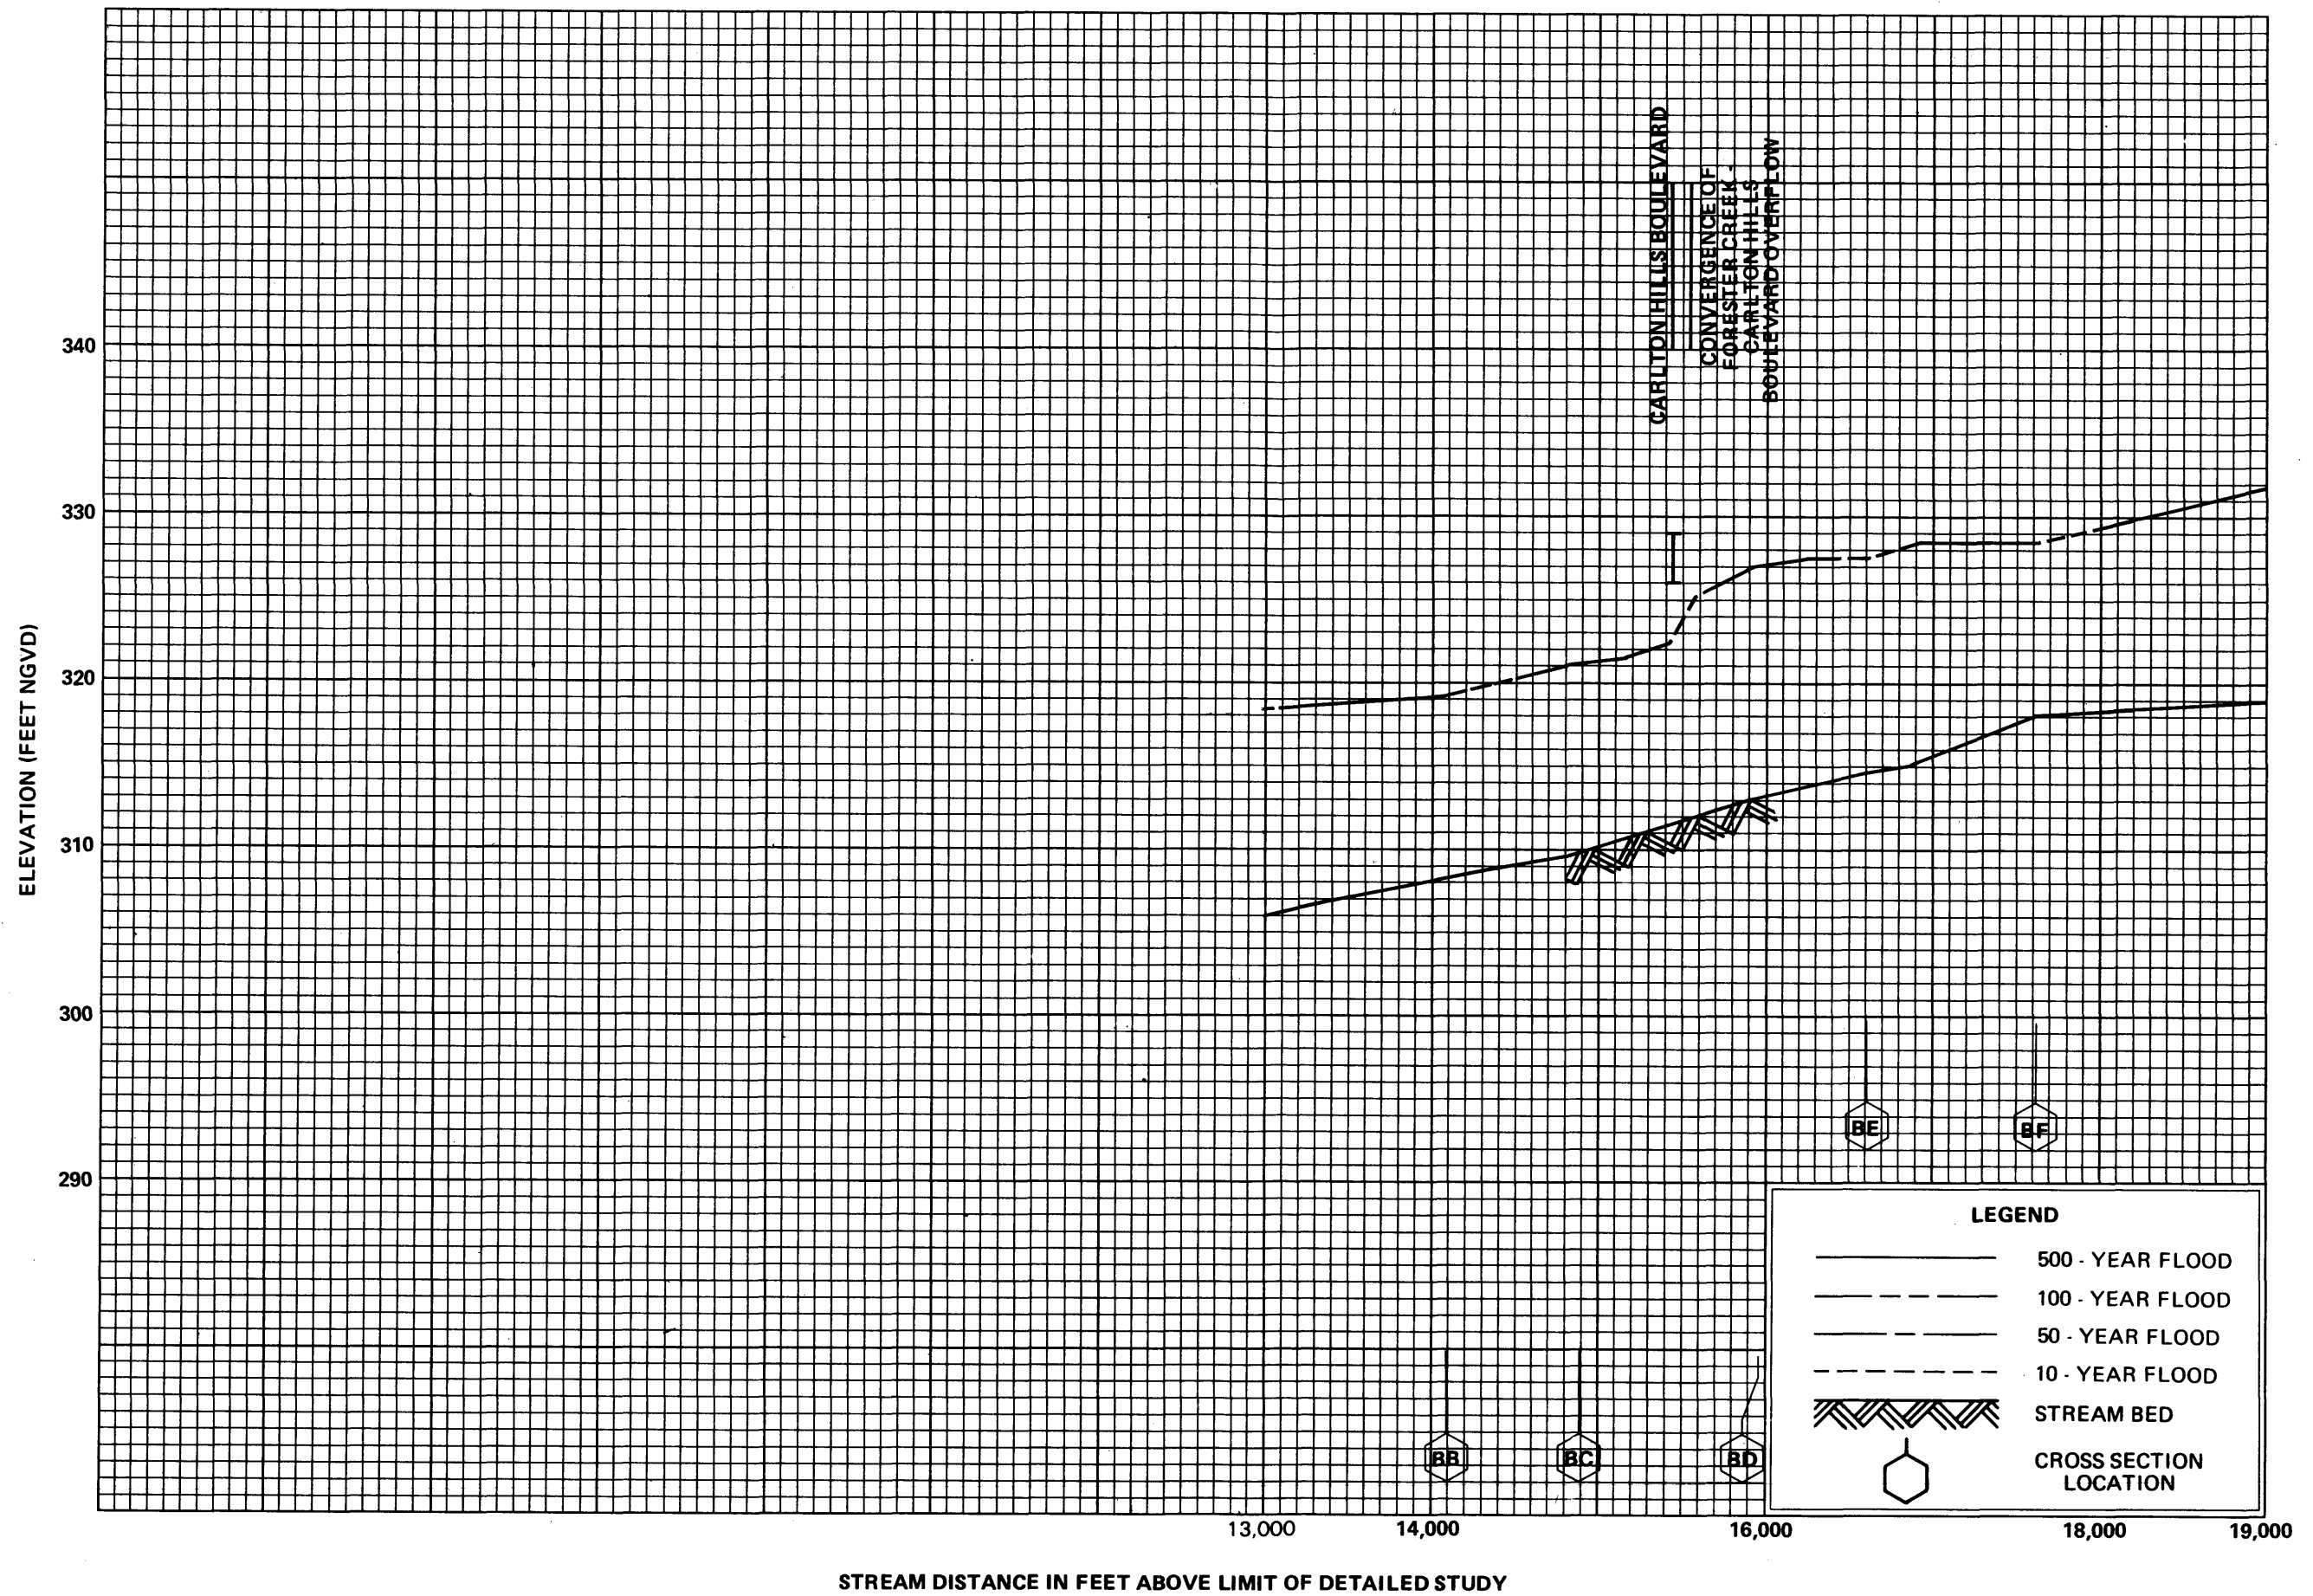 CARLTON HILLS BOULEVARD
CONVERGENCE OF
FORESTER CREEK -
CARLTON HILLS
BOULEVARD OVERFLOW
340
330
320
310
300
290
ELEVATION (FEET NGVD)
BE
BF
BB
BC
BD
LEGEND
500 - YEAR FLOOD
100 - YEAR FLOOD
50 - YEAR FLOOD
10 - YEAR FLOOD
STREAM BED
CROSS SECTION
LOCATION
13,000
14,000
16,000
18,000
19,000
STREAM DISTANCE IN FEET ABOVE LIMIT OF DETAILED STUDY